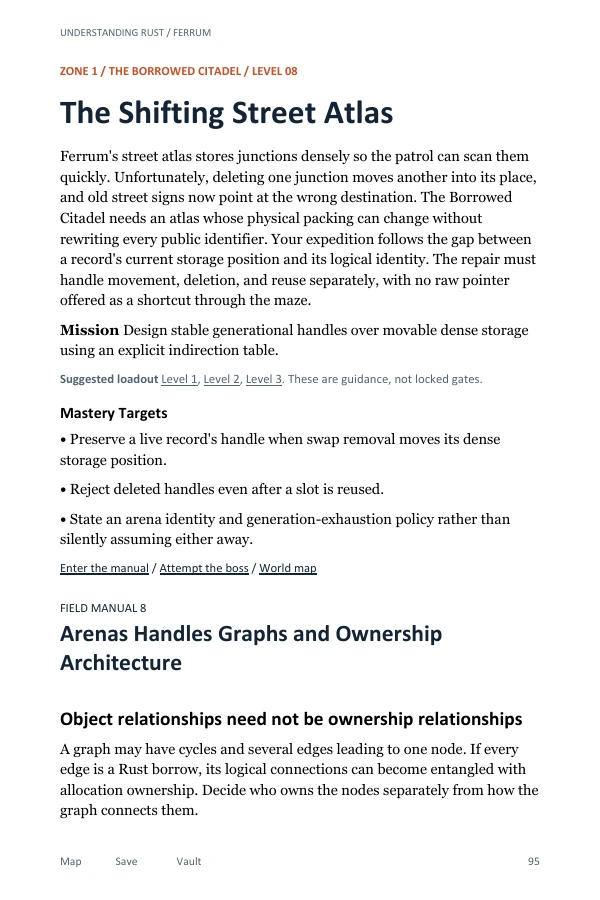 UNDERSTANDING RUST / FERRUM
ZONE 1 / THE BORROWED CITADEL / LEVEL 08
The Shifting Street Atlas
Ferrum's street atlas stores junctions densely so the patrol can scan them
quickly. Unfortunately, deleting one junction moves another into its place,
and old street signs now point at the wrong destination. The Borrowed
Citadel needs an atlas whose physical packing can change without
rewriting every public identifier. Your expedition follows the gap between
a record's current storage position and its logical identity. The repair must
handle movement, deletion, and reuse separately, with no raw pointer
offered as a shortcut through the maze.
Mission Design stable generational handles over movable dense storage
using an explicit indirection table.
Suggested loadout Level 1, Level 2, Level 3. These are guidance, not locked gates.
Mastery Targets
• Preserve a live record's handle when swap removal moves its dense
storage position.
• Reject deleted handles even after a slot is reused.
• State an arena identity and generation-exhaustion policy rather than
silently assuming either away.
Enter the manual / Attempt the boss / World map
FIELD MANUAL 8
Arenas Handles Graphs and Ownership
Architecture
Object relationships need not be ownership relationships
A graph may have cycles and several edges leading to one node. If every
edge is a Rust borrow, its logical connections can become entangled with
allocation ownership. Decide who owns the nodes separately from how the
graph connects them.
Map Save Vault 95